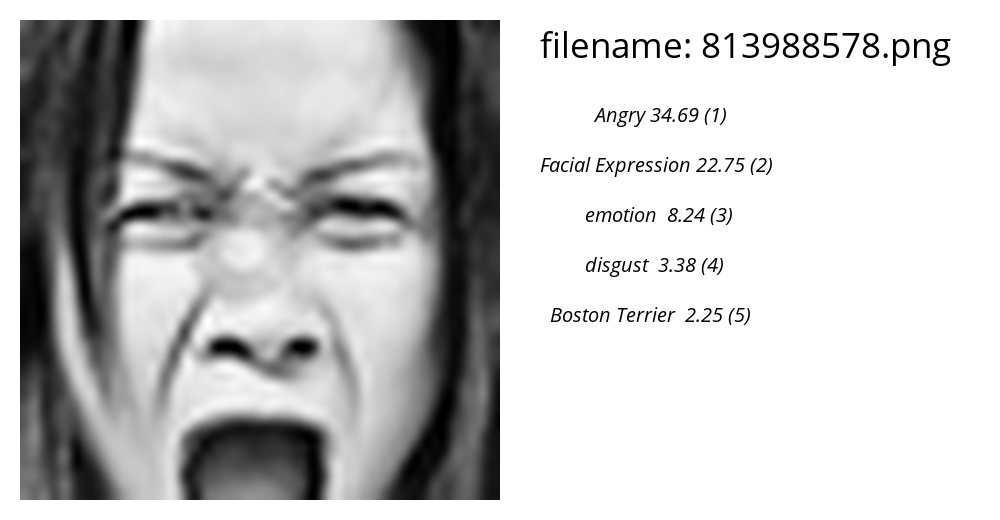 filename: 813988578.png
Angry 34.69 (1)
Facial Expression 22.75 (2)
emotion 8.24 (3)
disgust 3.38 (4)
Boston Terrier 2.25 (5)